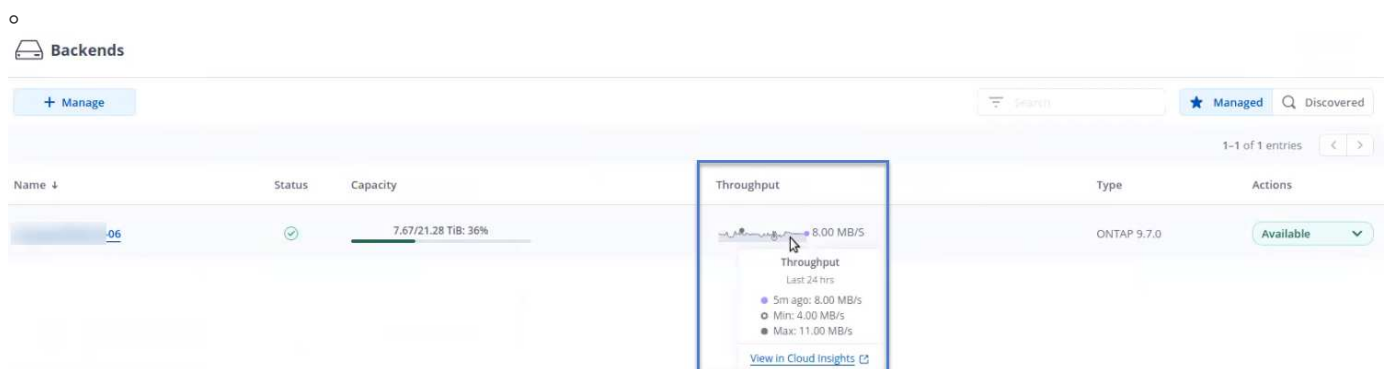 Backends
+ Manage
Search
Managed
Discovered
1-1 of 1 entries
Name ↓ Status Capacity Throughput Type Actions
-06 7.67/21.28 TiB: 36% 8.00 MB/S ONTAP 9.7.0 Available
Throughput
Last 24 hrs
5m ago: 8.00 MB/s
Min: 4.00 MB/s
Max: 11.00 MB/s
View in Cloud Insights